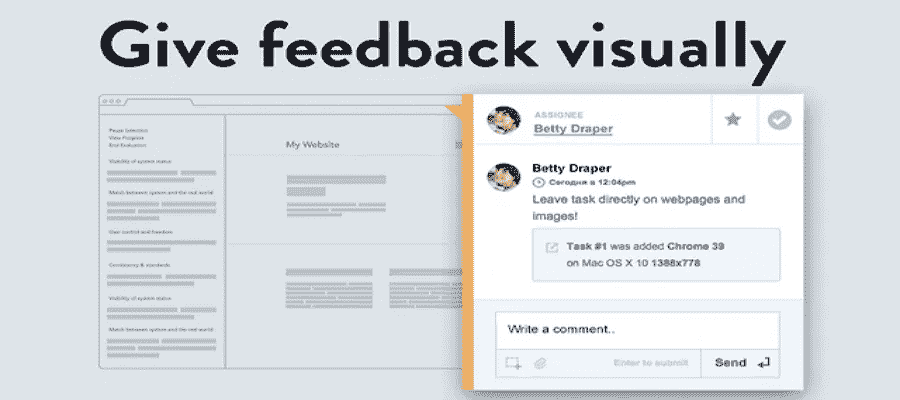 Give feedback visually
Pause Selection
View Progress
End Evaluation
Visibility of system status
Match between system and the real world
User control and freedom
Consistency & standards
Visibility of system status
Match between system and the real world
My Website
ASSIGNEE
Betty Draper
Betty Draper
Сегодня в 12:04pm
Leave task directly on webpages and
images!
Task #1 was added Chrome 39
on Mac OS X 10 1388x778
Write a comment..
Enter to submit
Send